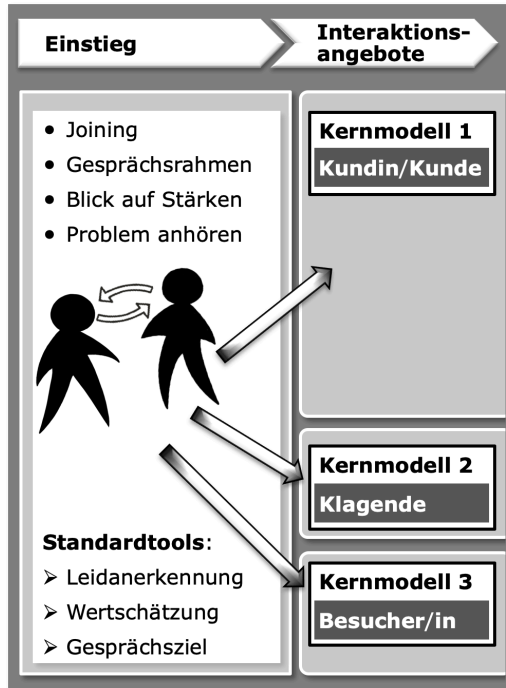 Einstieg
Interaktions-
angebote
• Joining
• Gesprächsrahmen
• Blick auf Stärken
• Problem anhören
Standardtools:
➢ Leidanerkennung
➢ Wertschätzung
➢ Gesprächsziel
Kernmodell 1
Kundin/Kunde
Kernmodell 2
Klagende
Kernmodell 3
Besucher/in